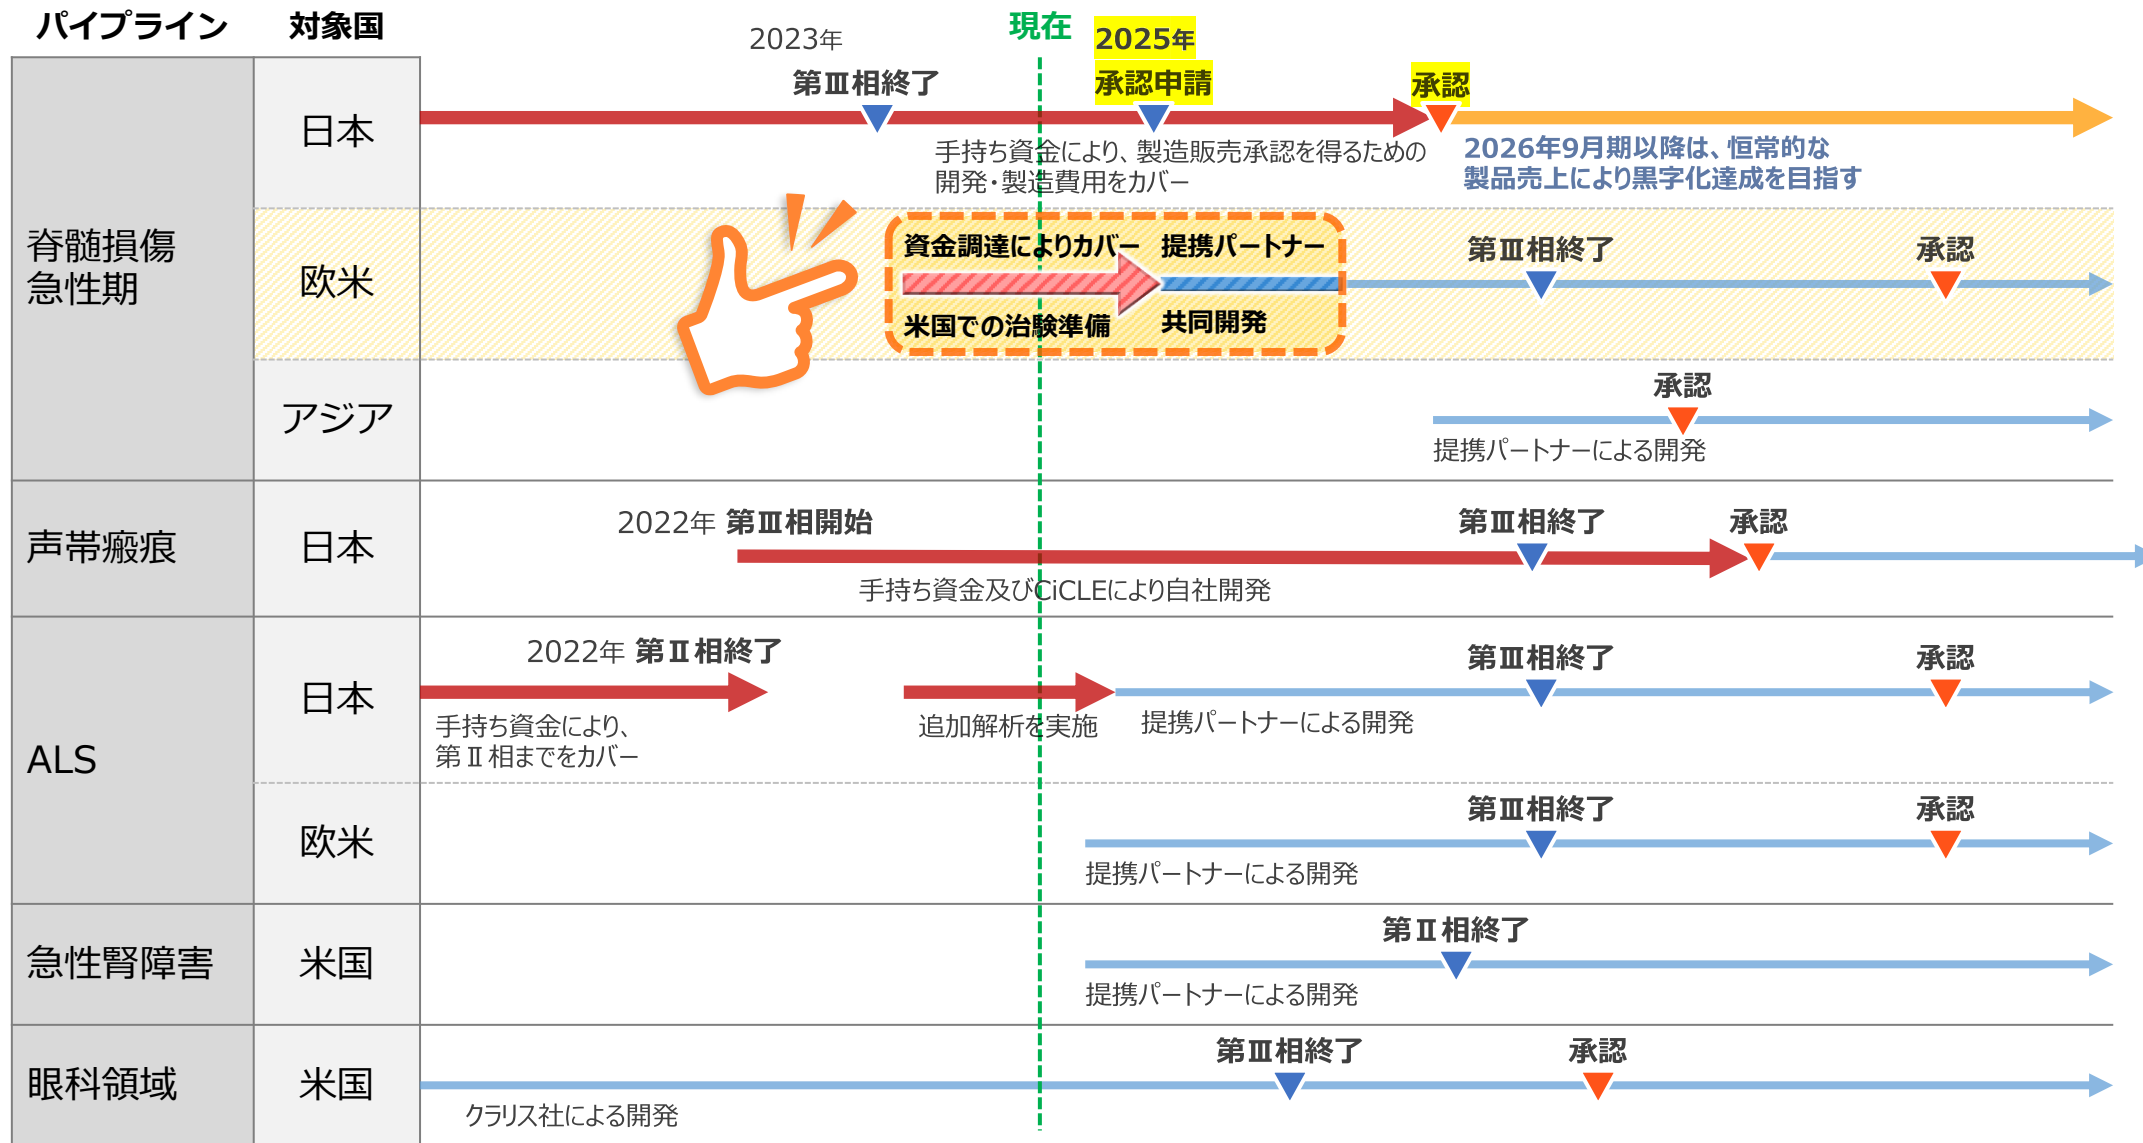 パイプライン
対象国
2023年
現在
2025年
第Ⅲ相終了
承認申請
承認
脊髄損傷
急性期
日本
手持ち資金により、製造販売承認を得るための
開発・製造費用をカバー
2026年9月期以降は、恒常的な
製品売上により黒字化達成を目指す
欧米
資金調達によりカバー
提携パートナー
米国での治験準備
共同開発
第Ⅲ相終了
承認
アジア
承認
提携パートナーによる開発
声帯瘢痕
日本
2022年 第Ⅲ相開始
第Ⅲ相終了
承認
手持ち資金及びCiCLEにより自社開発
ALS
日本
2022年 第Ⅱ相終了
第Ⅲ相終了
承認
手持ち資金により、
第Ⅱ相までをカバー
追加解析を実施
提携パートナーによる開発
欧米
第Ⅲ相終了
承認
提携パートナーによる開発
急性腎障害
米国
第Ⅱ相終了
提携パートナーによる開発
眼科領域
米国
第Ⅲ相終了
承認
クラリス社による開発